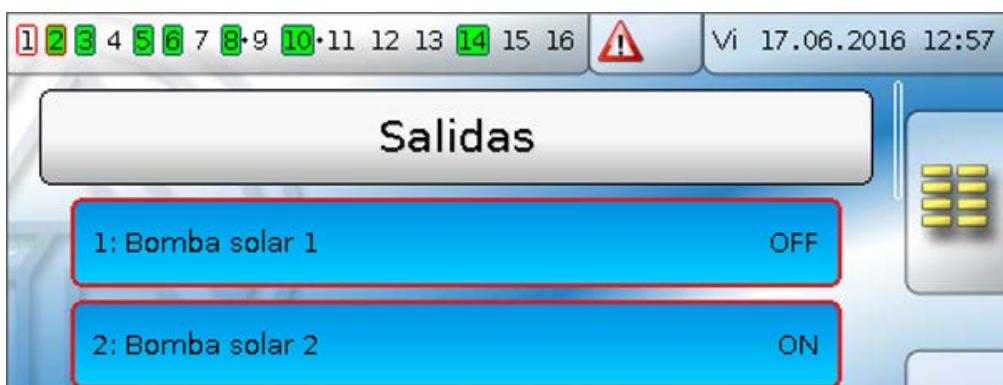 1 2 3 4 5 6 7 8·9 10·11 12 13 14 15 16 Vi 17.06.2016 12:57
Salidas
1: Bomba solar 1 OFF
2: Bomba solar 2 ON